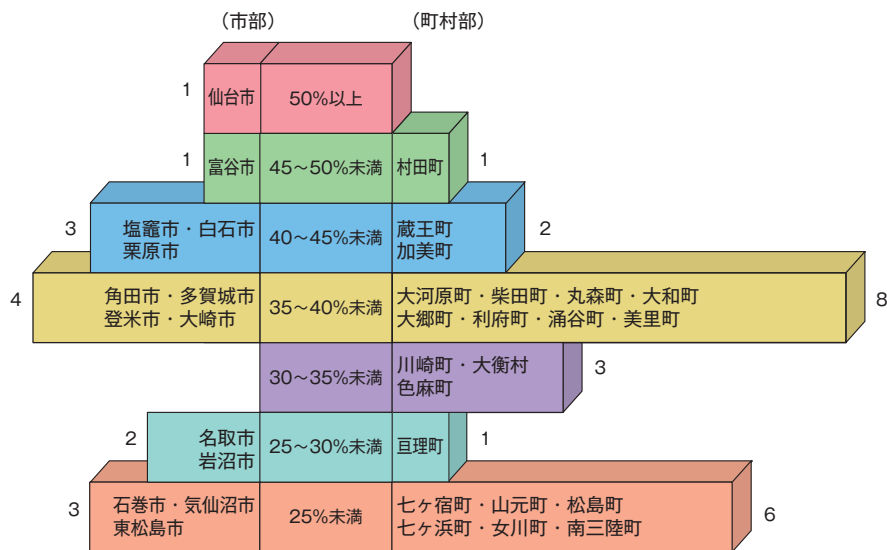 (市部) (町村部)
1 仙台市 50%以上
1 富谷市 45〜50%未満 村田町 1
3 塩竈市・白石市 40〜45%未満 蔵王町 2
栗原市 加美町
4 角田市・多賀城市 35〜40%未満 大河原町・柴田町・丸森町・大和町 8
登米市・大崎市 大郷町・利府町・涌谷町・美里町
30〜35%未満 川崎町・大衡村 3
色麻町
2 名取市 25〜30%未満 亘理町 1
岩沼市
3 石巻市・気仙沼市 25%未満 七ヶ宿町・山元町・松島町 6
東松島市 七ヶ浜町・女川町・南三陸町